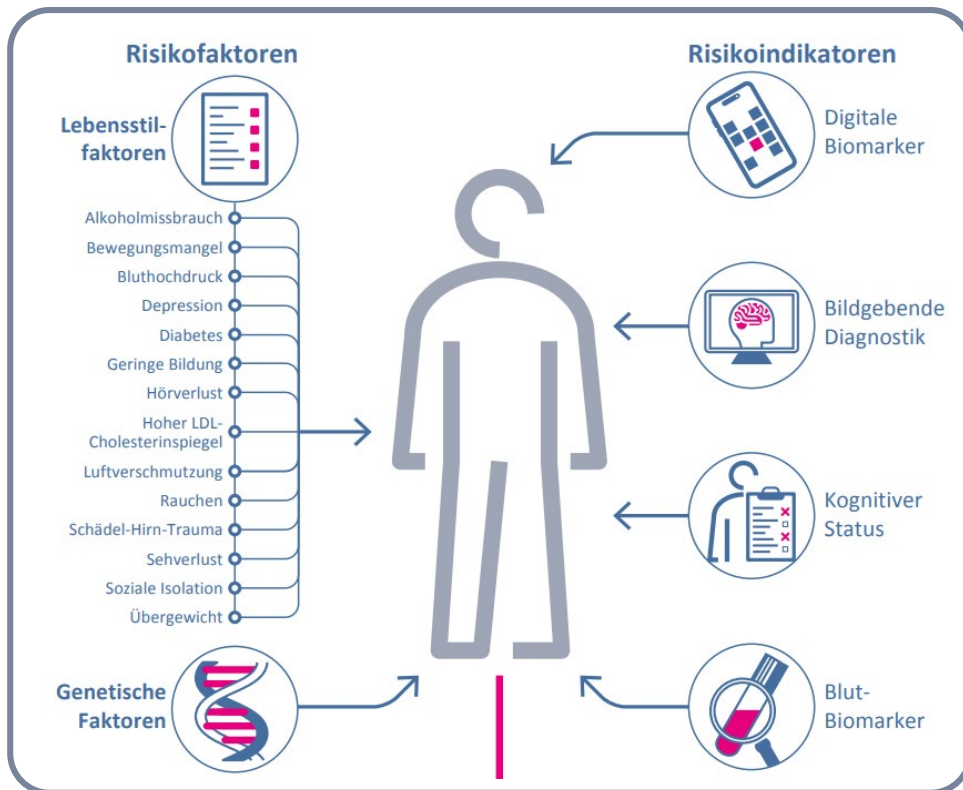 Risikofaktoren
Lebensstil-
faktoren
Alkoholmissbrauch
Bewegungsmangel
Bluthochdruck
Depression
Diabetes
Geringe Bildung
Hörverlust
Hoher LDL-
Cholesterinspiegel
Luftverschmutzung
Rauchen
Schädel-Hirn-Trauma
Sehverlust
Soziale Isolation
Übergewicht
Genetische
Faktoren
Risikoindikatoren
Digitale
Biomarker
Bildgebende
Diagnostik
Kognitiver
Status
Blut-
Biomarker